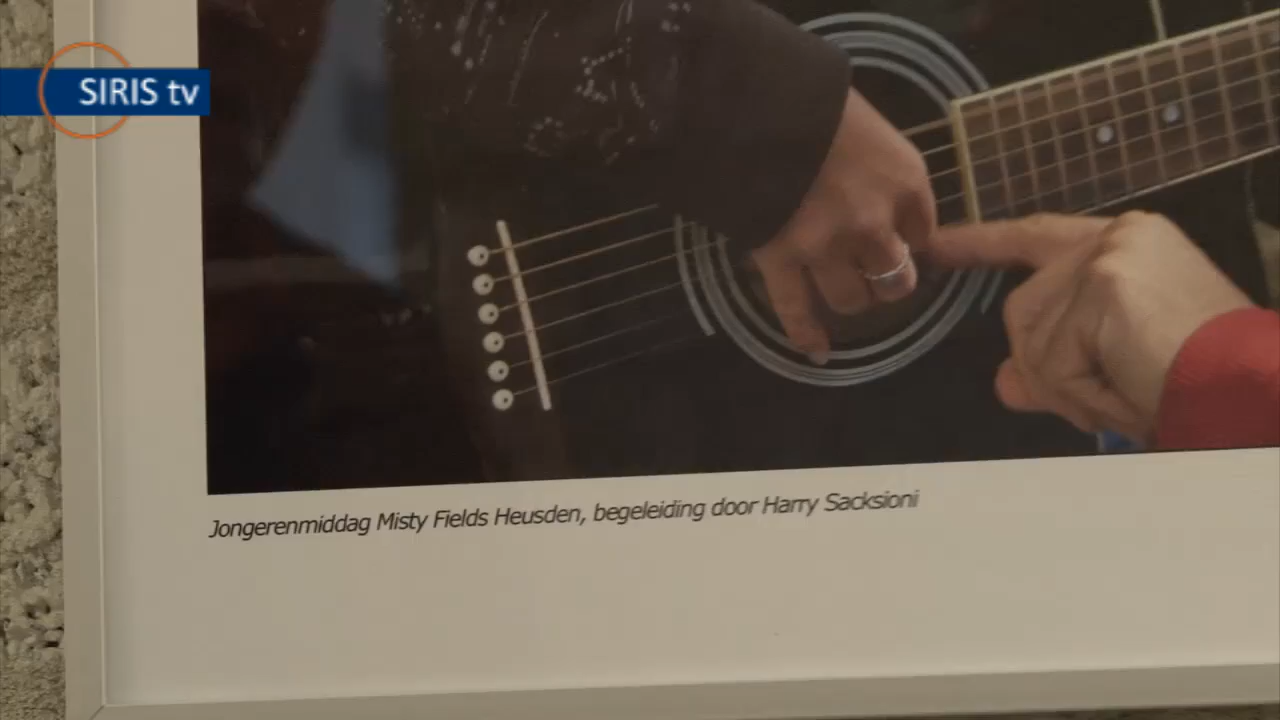 SIRIS tv
Jongerenmiddag Misty Fields Heusden, begeleiding door Harry Sacksioni